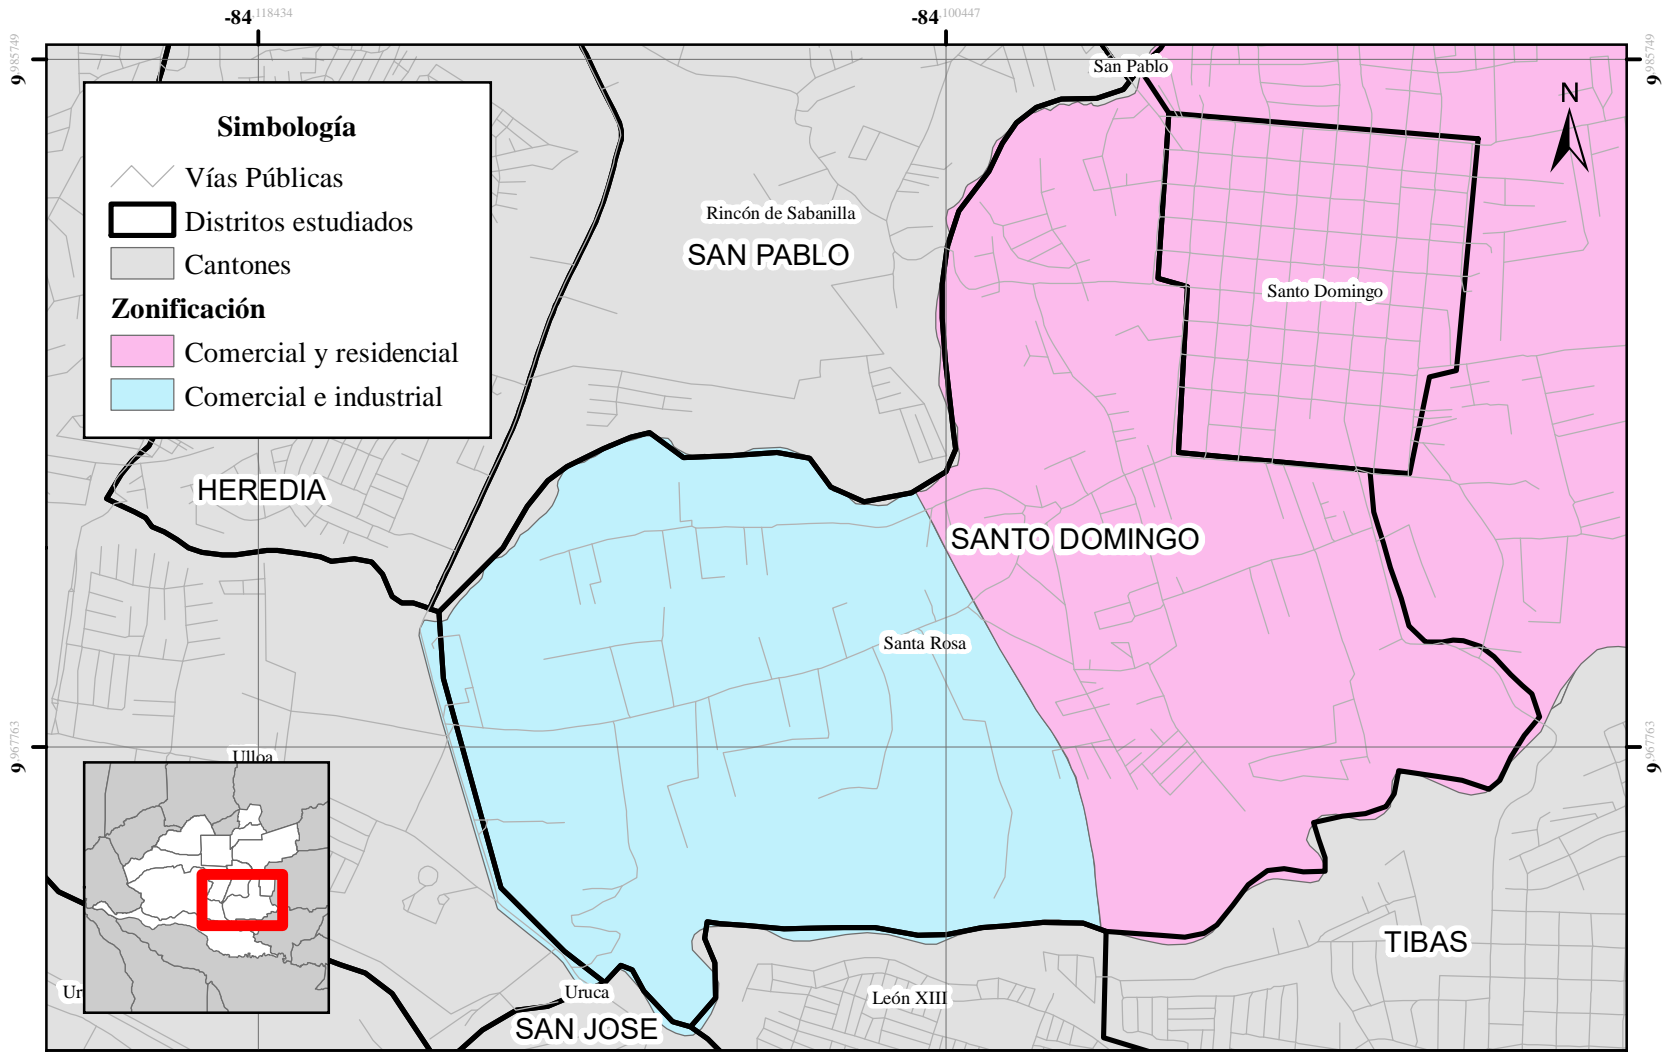 -84.118434
-84.100447
9.985749
9.985749
San Pablo
N
Simbología
Vías Públicas
Distritos estudiados
Cantones
Zonificación
Comercial y residencial
Comercial e industrial
Rincón de Sabanilla
SAN PABLO
Santo Domingo
HEREDIA
SANTO DOMINGO
Santa Rosa
9.967763
9.967763
Ulloa
TIBAS
Ur
Uruca
León XIII
SAN JOSE